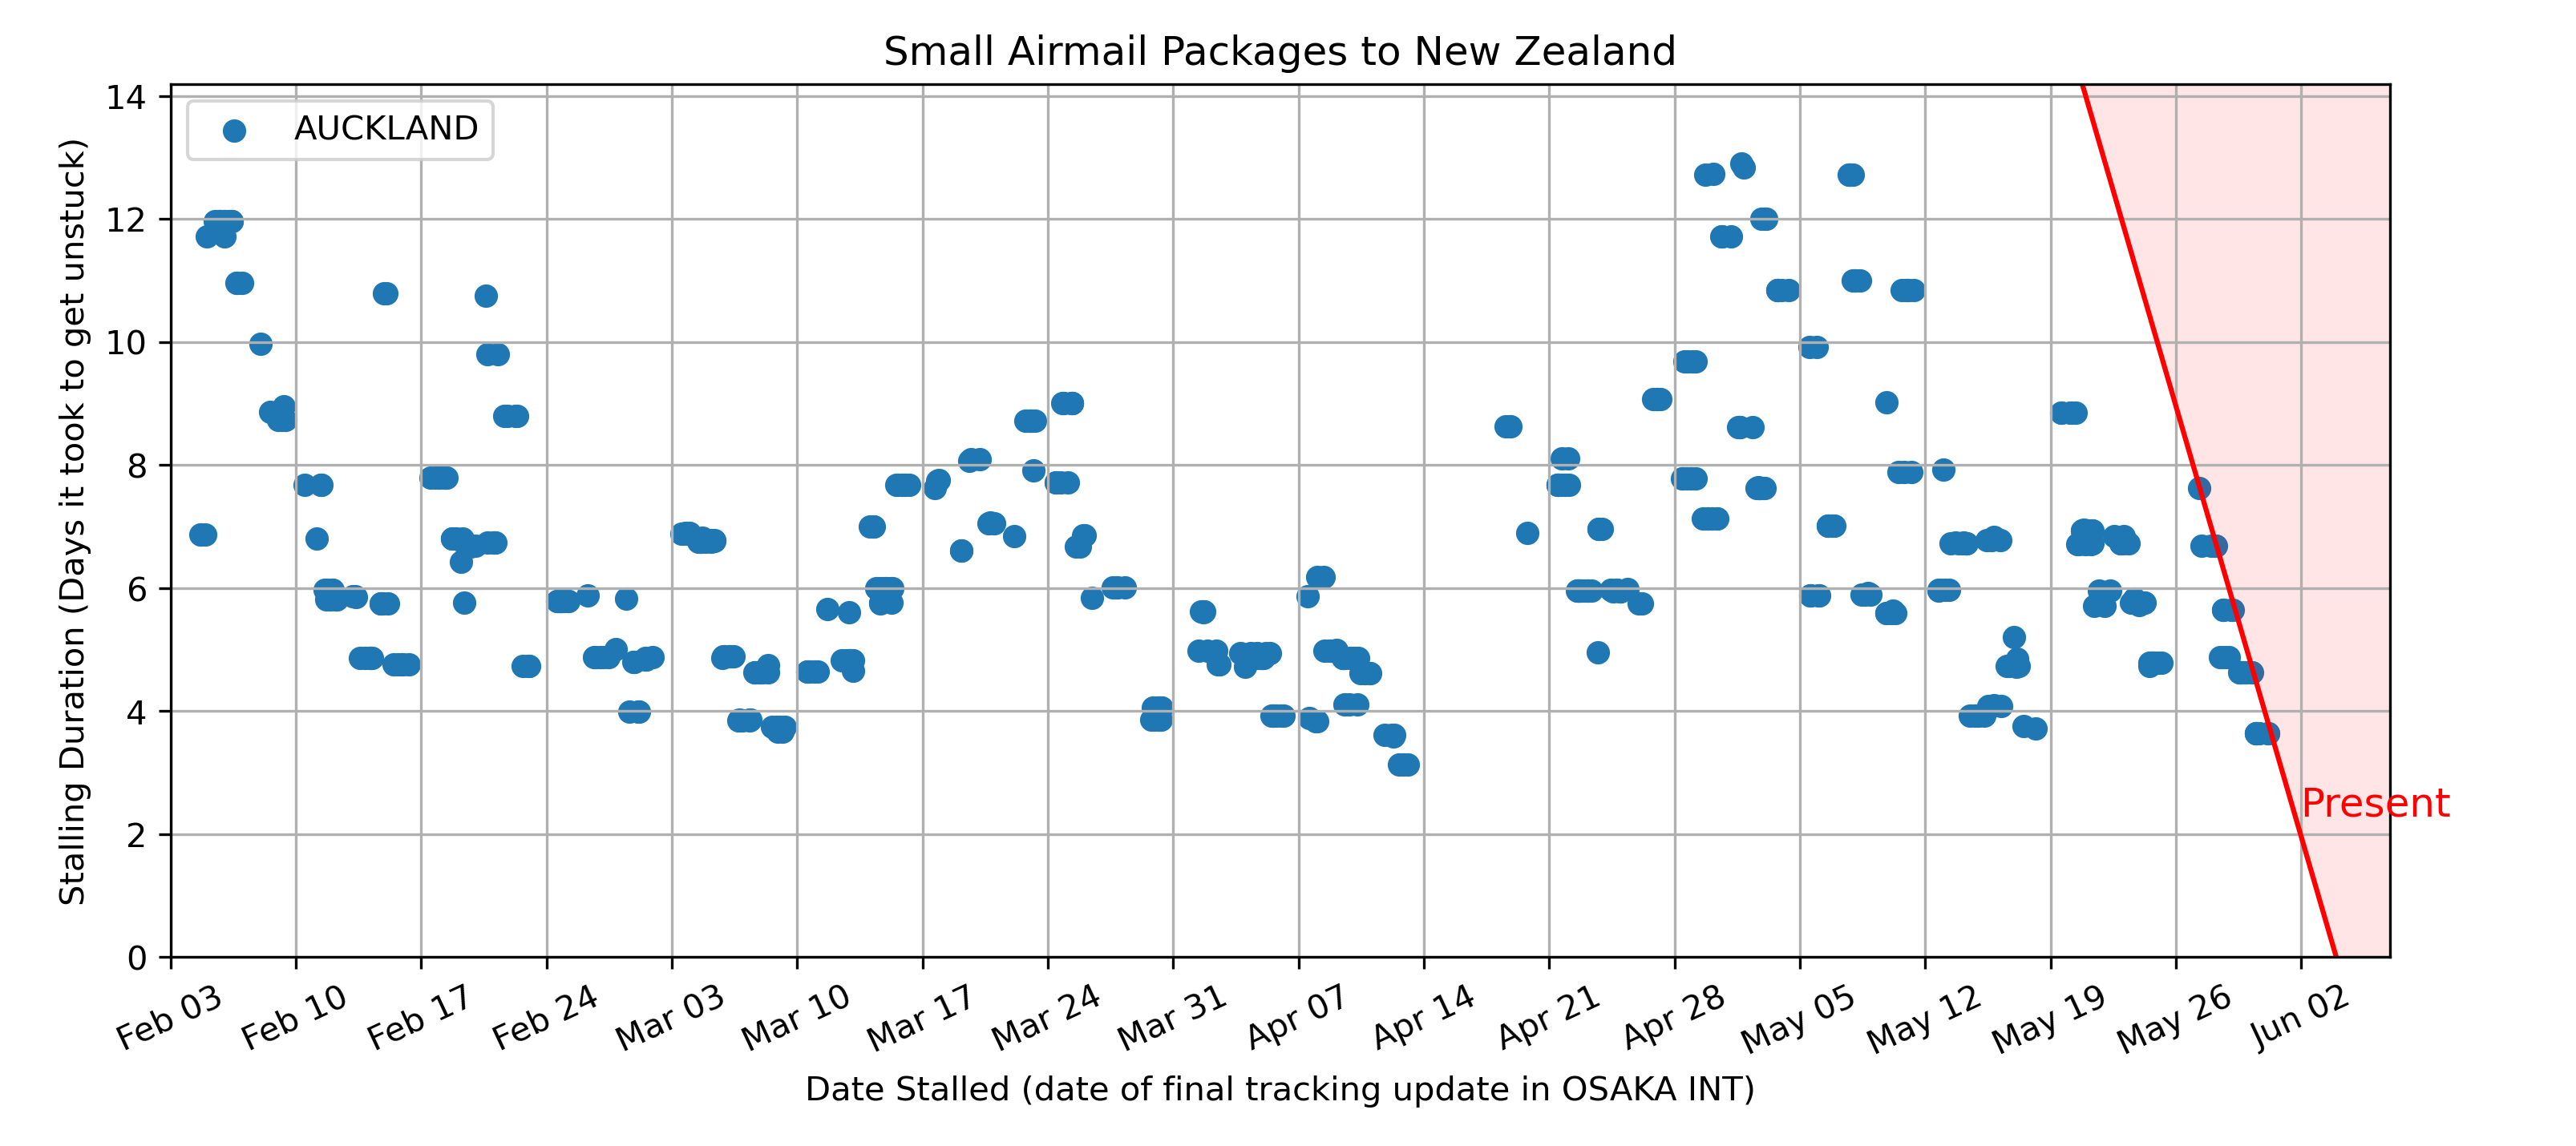 Small Airmail Packages to New Zealand
AUCKLAND
Stalling Duration (Days it took to get unstuck)
14
12
10
8
6
4
2
0
Present
Feb 03
Feb 10
Feb 17
Feb 24
Mar 03
Mar 10
Mar 17
Mar 24
Mar 31
Apr 07
Apr 14
Apr 21
Apr 28
May 05
May 12
May 19
May 26
Jun 02
Date Stalled (date of final tracking update in OSAKA INT)